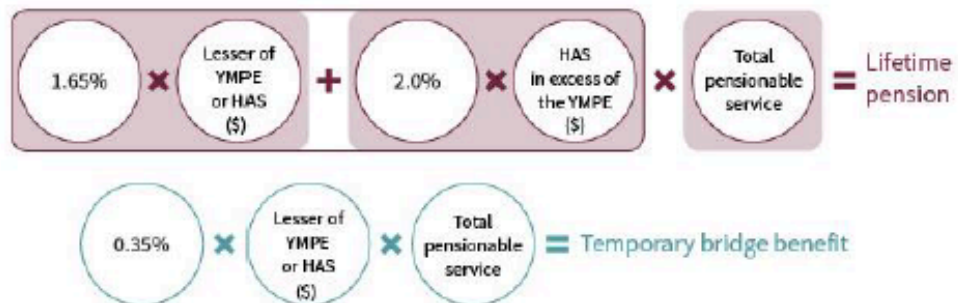 1.65%
×
Lesser of
YMPE
or HAS
($)
+
2.0%
×
HAS
in excess of
the YMPE
($)
×
Total
pensionable
service
=
Lifetime
pension
0.35%
×
Lesser of
YMPE
or HAS
($)
×
Total
pensionable
service
= Temporary bridge benefit